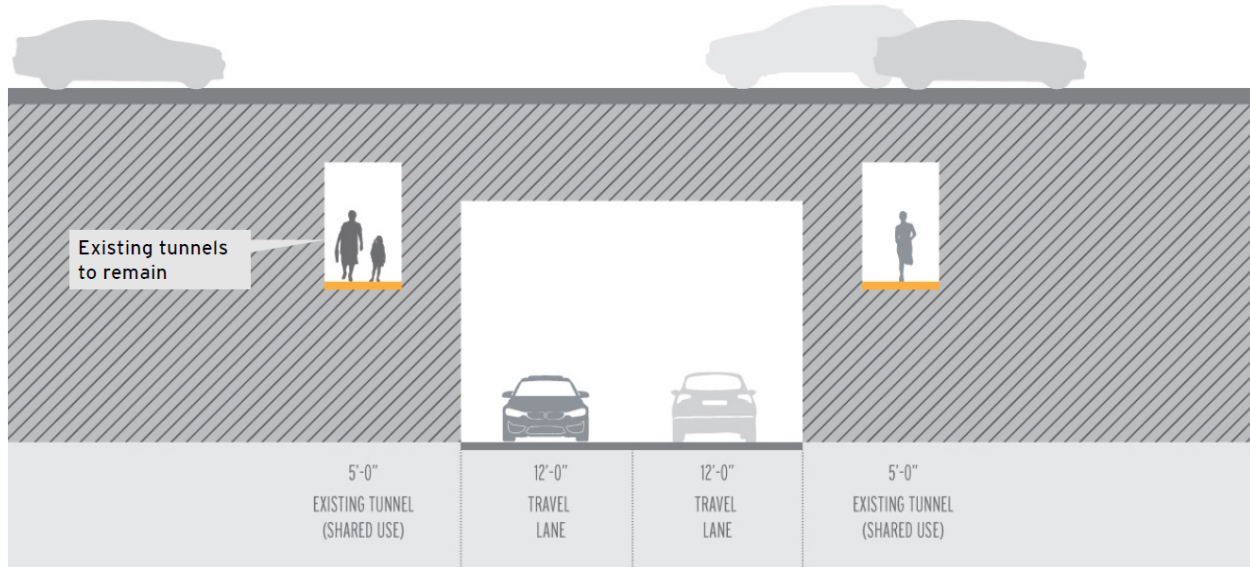 Existing tunnels
to remain
5'-0"
EXISTING TUNNEL
(SHARED USE)
12'-0"
TRAVEL
LANE
12'-0"
TRAVEL
LANE
5'-0"
EXISTING TUNNEL
(SHARED USE)